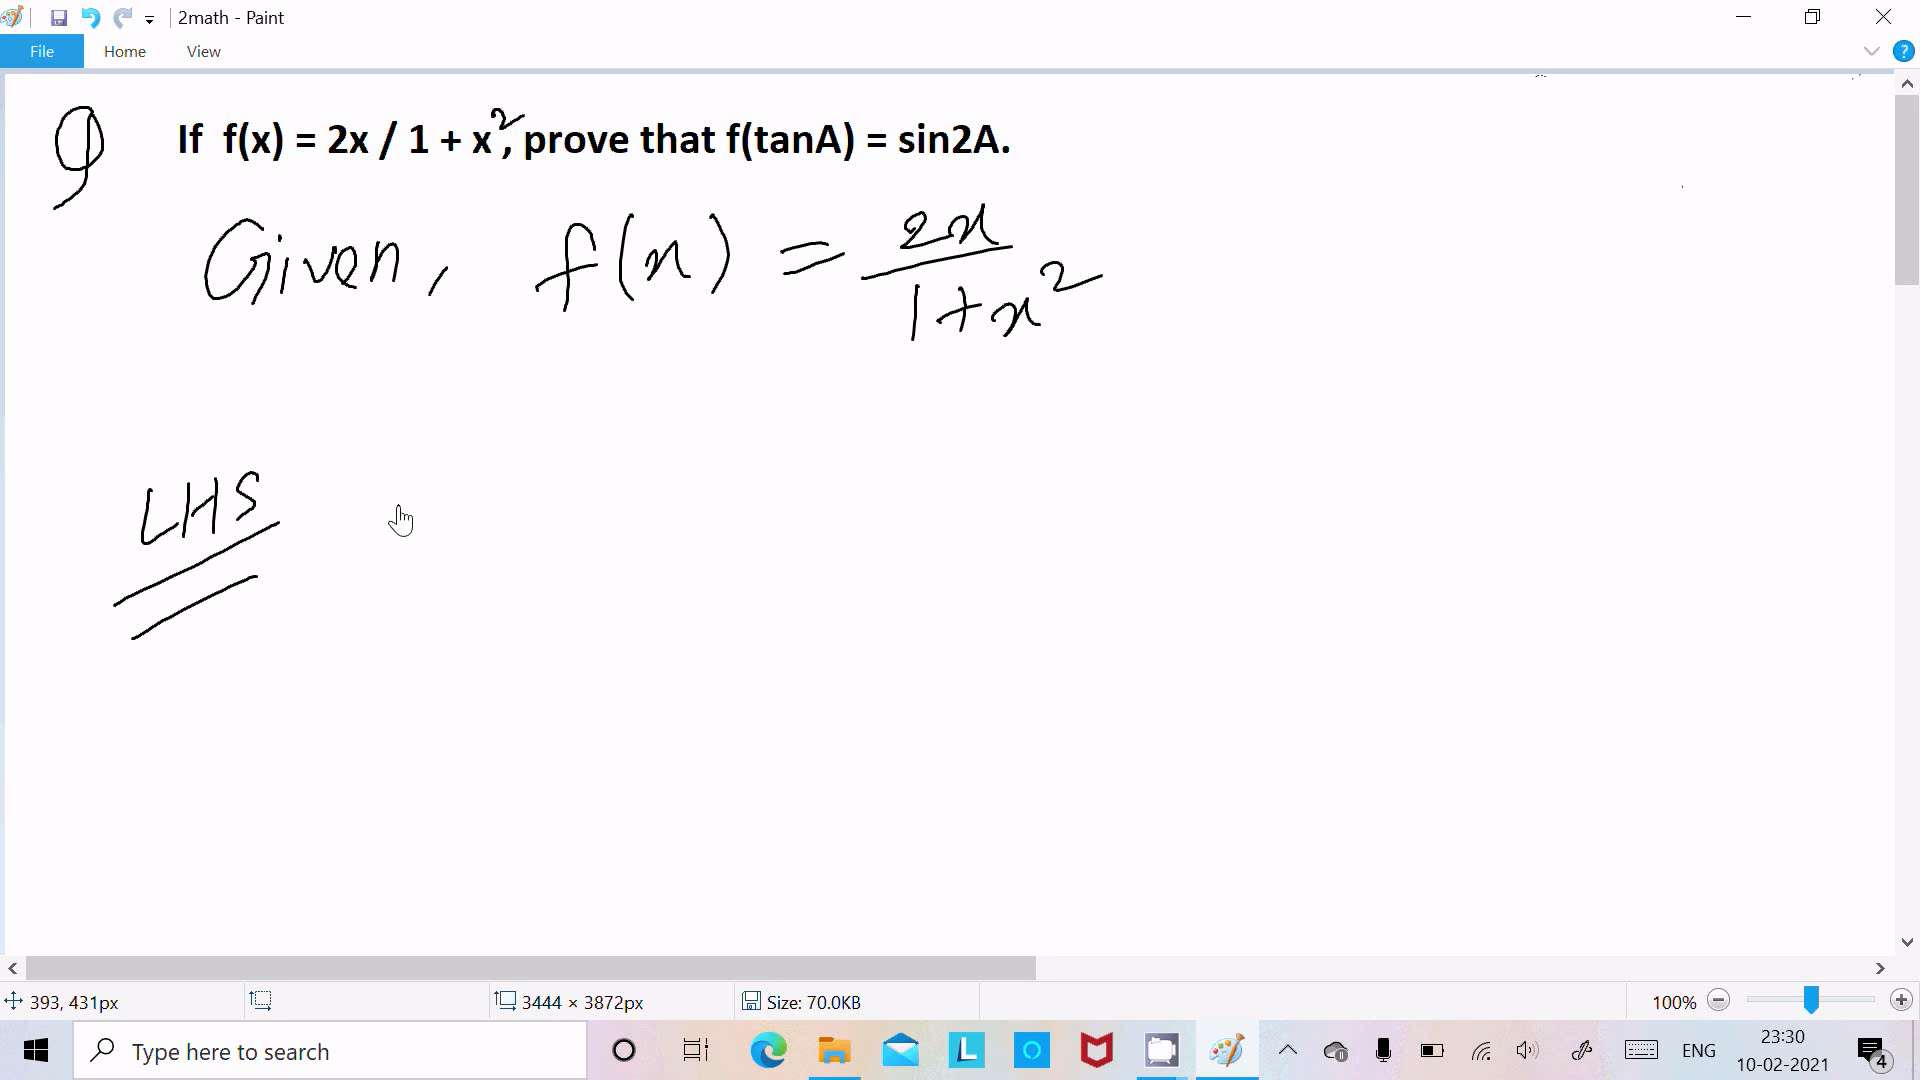 2math - Paint
File Home View
Q If f(x) = 2x / 1 + x², prove that f(tanA) = sin2A.
Given, f(x) = 2x / 1+x²
LHS
393, 431px 3444 × 3872px Size: 70.0KB 100%
Type here to search
ENG
23:30
10-02-2021
4